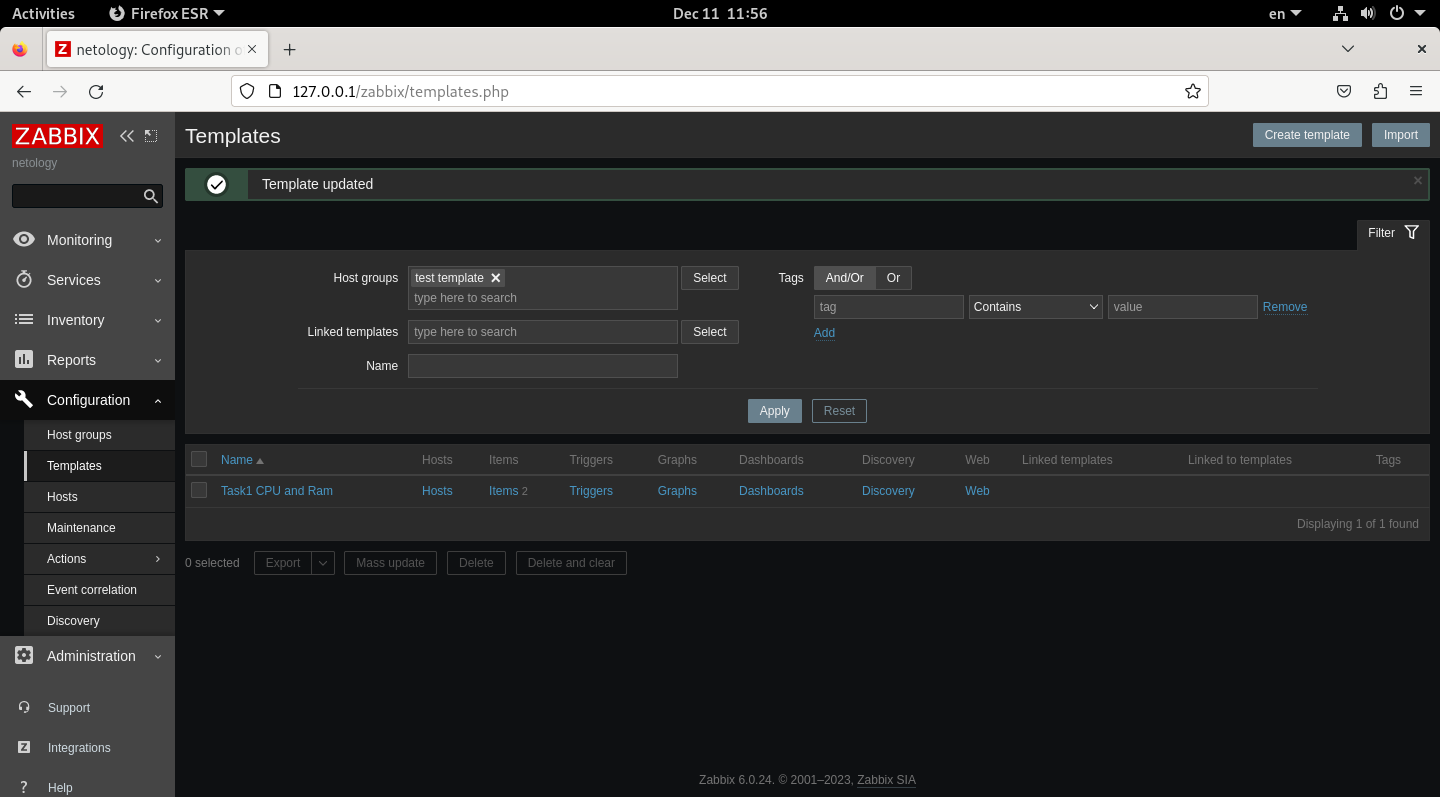 Activities Firefox ESR Dec 11 11:56 en
netology: Configuration o
127.0.0.1/zabbix/templates.php
ZABBIX
netology
Monitoring
Services
Inventory
Reports
Configuration
Host groups
Templates
Hosts
Maintenance
Actions
Event correlation
Discovery
Administration
Support
Integrations
Help
Templates Create template Import
Template updated
Filter
Host groups test template Select Tags And/Or Or
type here to search tag Contains value Remove
Linked templates type here to search Select Add
Name
Apply Reset
Name Hosts Items Triggers Graphs Dashboards Discovery Web Linked templates Linked to templates Tags
Task1 CPU and Ram Hosts Items 2 Triggers Graphs Dashboards Discovery Web
Displaying 1 of 1 found
0 selected Export Mass update Delete Delete and clear
Zabbix 6.0.24. © 2001–2023, Zabbix SIA